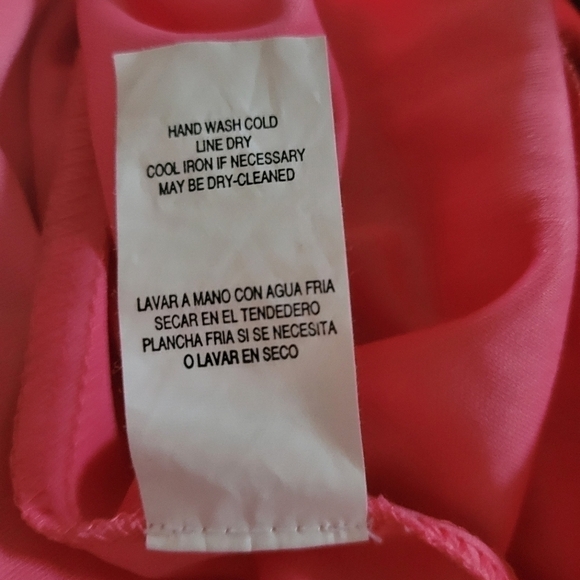 HAND WASH COLD
LINE DRY
COOL IRON IF NECESSARY
MAY BE DRY-CLEANED
LAVAR A MANO CON AGUA FRIA
SECAR EN EL TENDEDERO
PLANCHA FRIA SI SE NECESITA
O LAVAR EN SECO